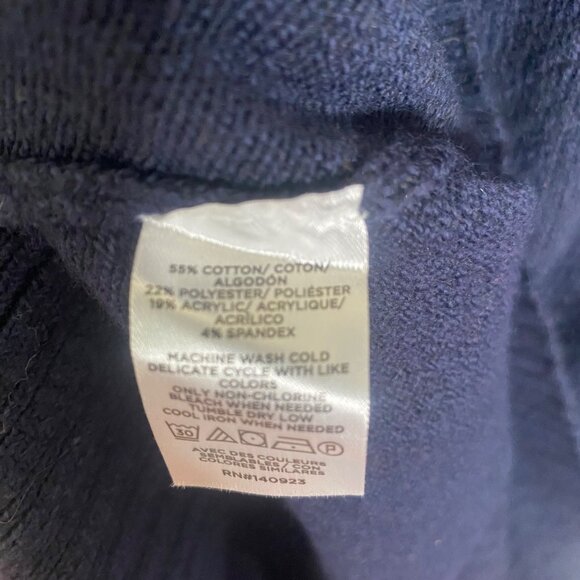 55% COTTON/ COTON/
ALGODÓN
22% POLYESTER/ POLIÉSTER
19% ACRYLIC/ ACRYLIQUE/
ACRÍLICO
4% SPANDEX
MACHINE WASH COLD
DELICATE CYCLE WITH LIKE
COLORS
ONLY NON-CHLORINE
BLEACH WHEN NEEDED
TUMBLE DRY LOW
COOL IRON WHEN NEEDED
30 P
AVEC DES COULEURS
SEMBLABLES / CON
COLORES SIMILARES
RN#140923